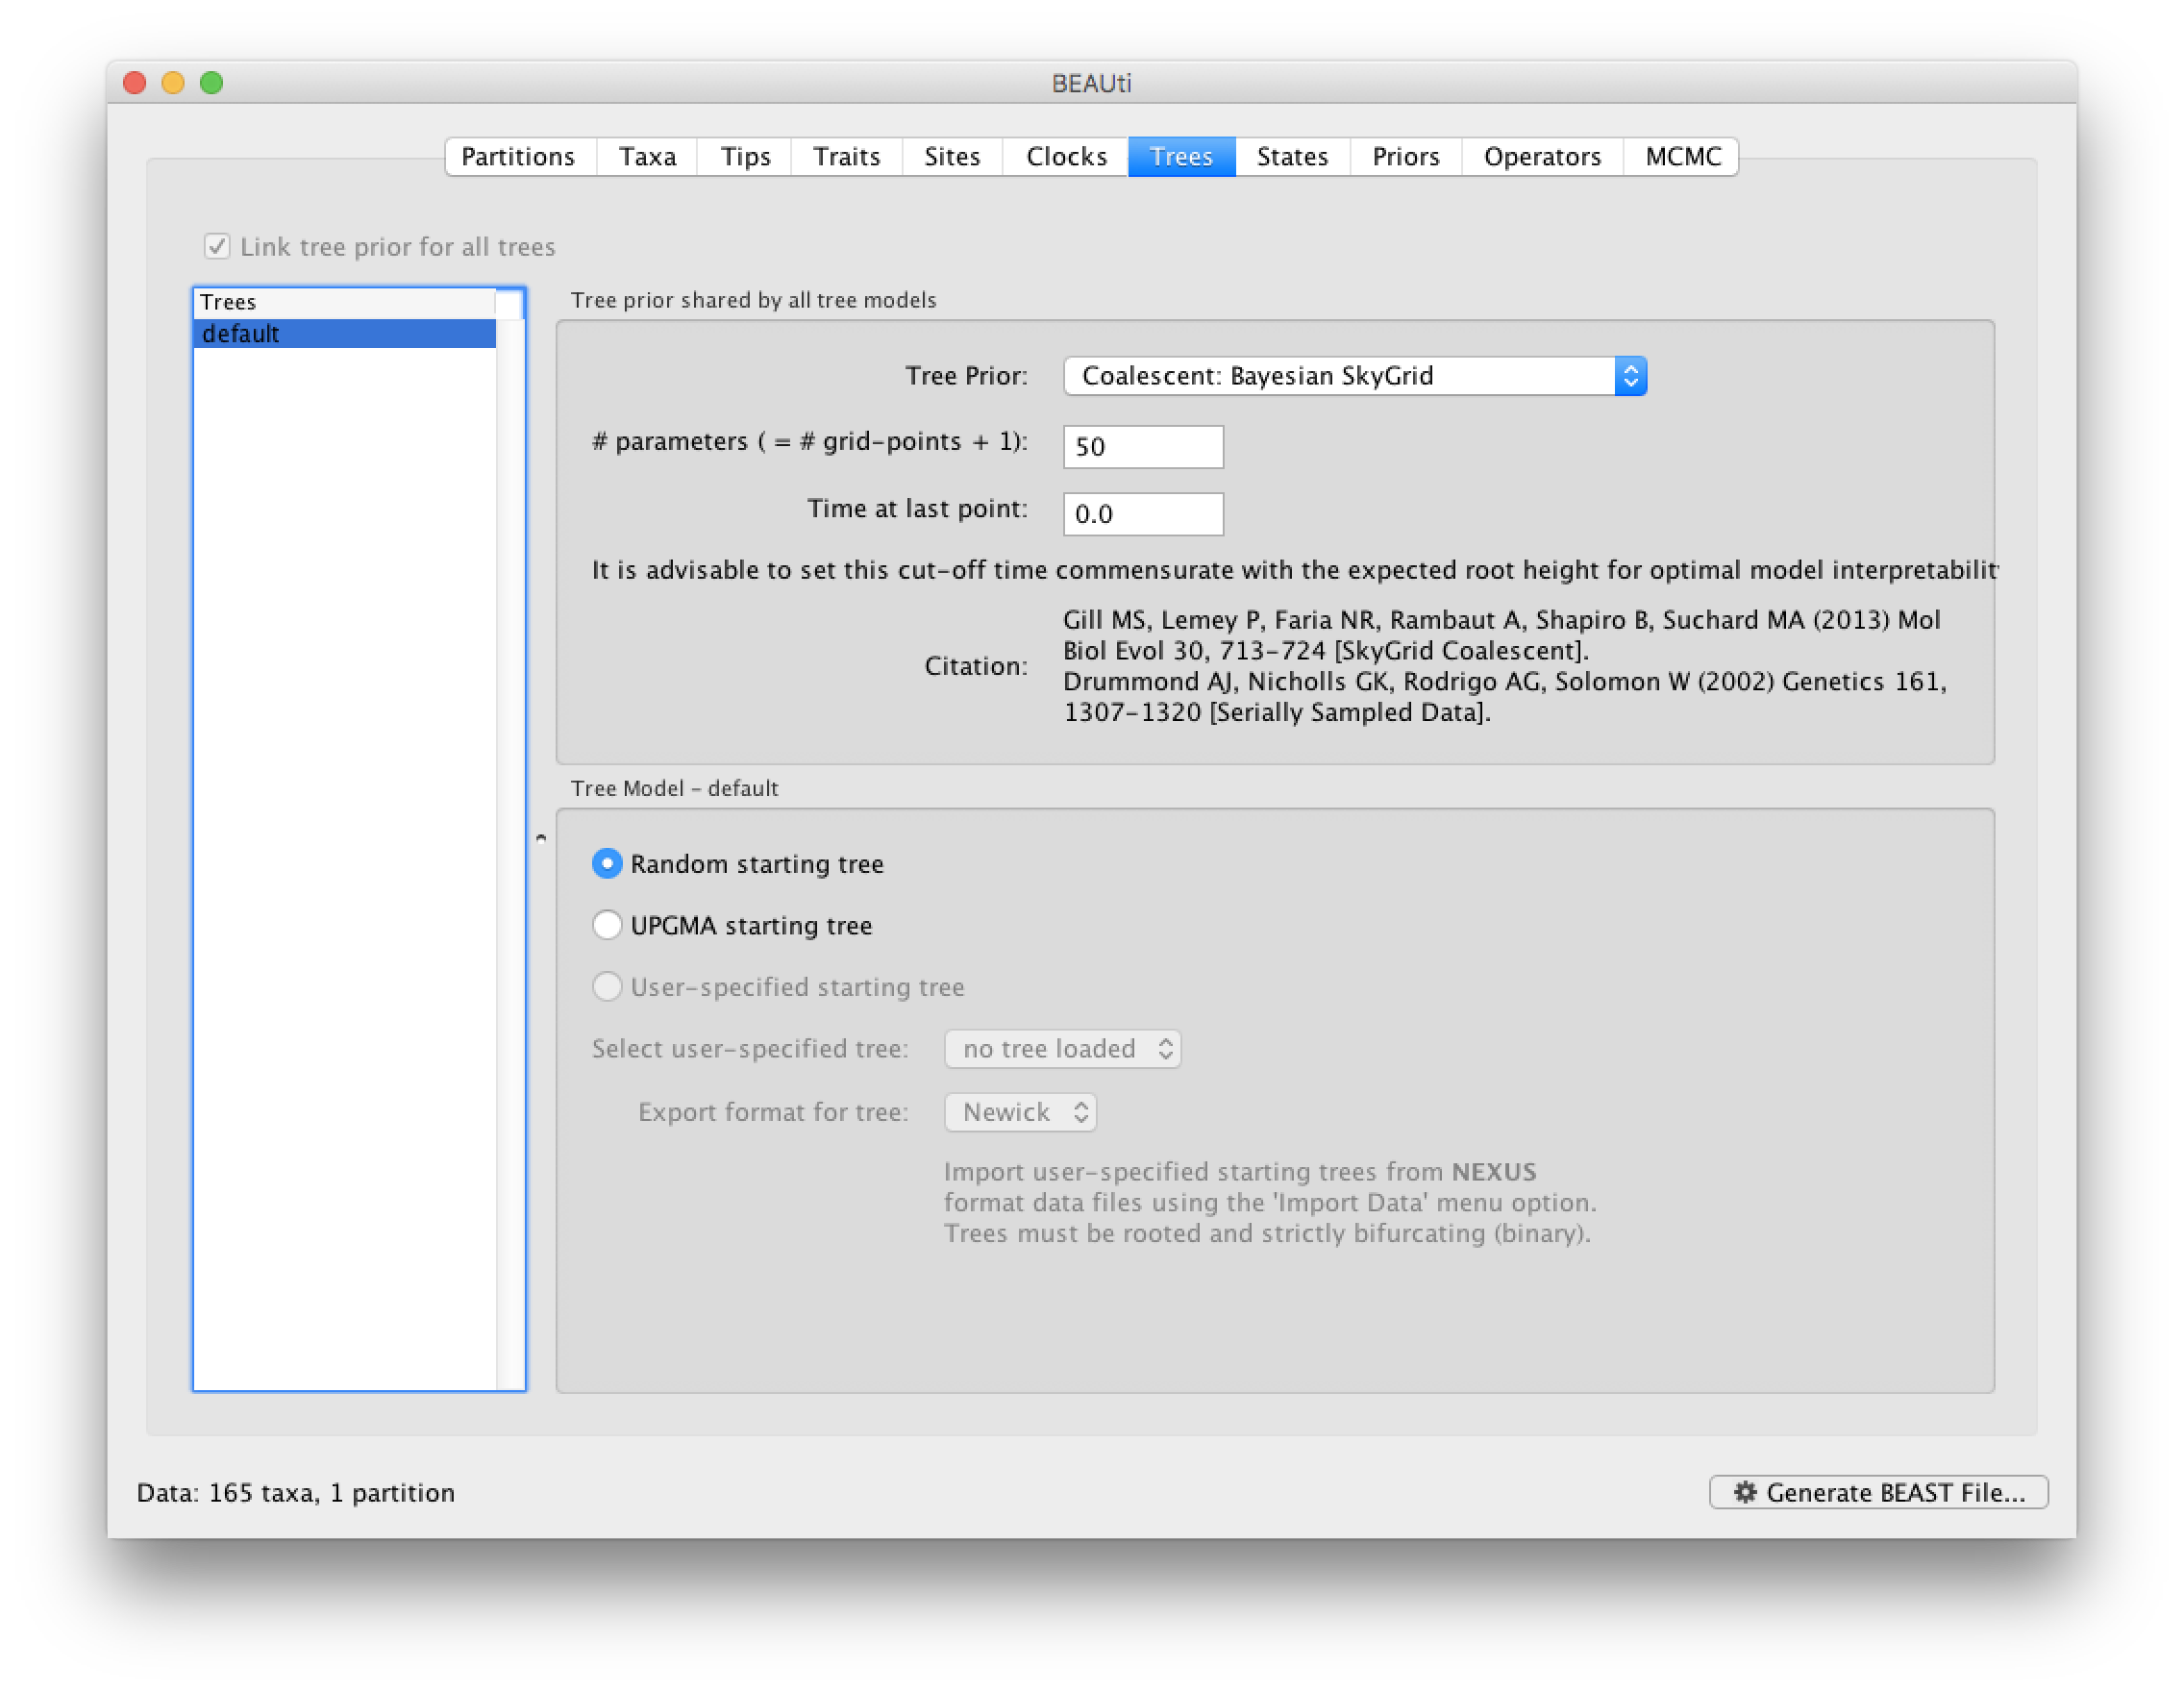 BEAUti
Partitions Taxa Tips Traits Sites Clocks Trees States Priors Operators MCMC
Link tree prior for all trees
Trees
default
Tree prior shared by all tree models
Tree Prior: Coalescent: Bayesian SkyGrid
# parameters ( = # grid-points + 1): 50
Time at last point: 0.0
It is advisable to set this cut-off time commensurate with the expected root height for optimal model interpretabilit
Citation:
Gill MS, Lemey P, Faria NR, Rambaut A, Shapiro B, Suchard MA (2013) Mol
Biol Evol 30, 713-724 [SkyGrid Coalescent].
Drummond AJ, Nicholls GK, Rodrigo AG, Solomon W (2002) Genetics 161,
1307-1320 [Serially Sampled Data].
Tree Model - default
Random starting tree
UPGMA starting tree
User-specified starting tree
Select user-specified tree: no tree loaded
Export format for tree: Newick
Import user-specified starting trees from NEXUS
format data files using the 'Import Data' menu option.
Trees must be rooted and strictly bifurcating (binary).
Data: 165 taxa, 1 partition
Generate BEAST File...